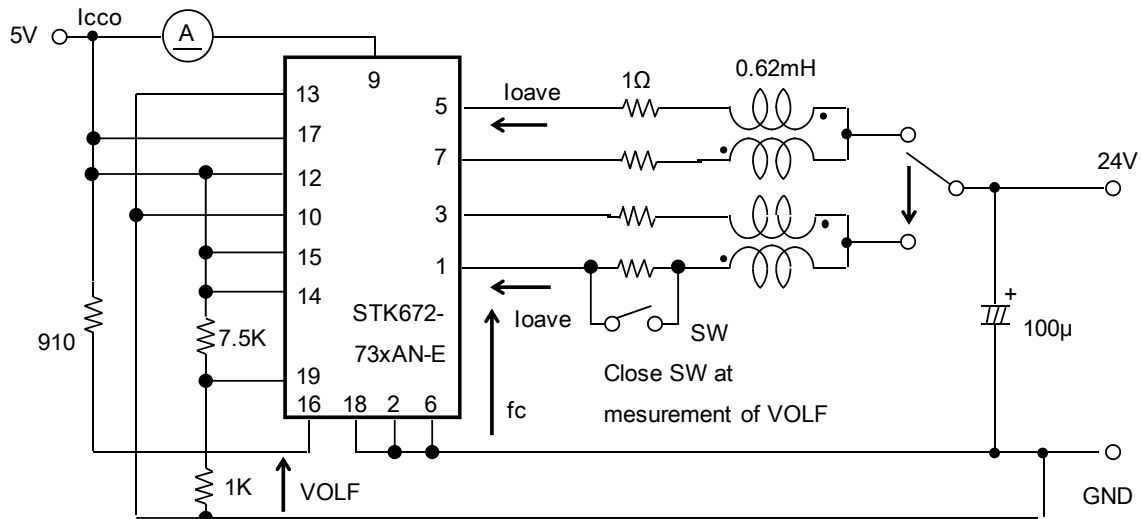 Icco
5V
A
9
13
17
12
10
15
14
19
16
18
2
6
5
7
3
1
STK672-
73xAN-E
Ioave
1Ω
0.62mH
24V
Ioave
SW
Close SW at
mesurement of VOLF
fc
+
100μ
910
7.5K
1K
VOLF
GND